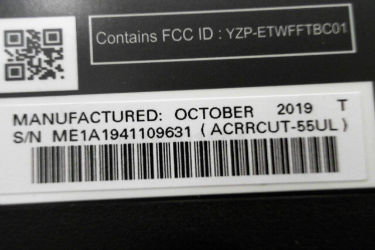 Contains FCC ID : YZP-ETWFFTBC01
MANUFACTURED: OCTOBER 2019 T
S/N ME1A1941109631 ( ACRRCUT-55UL )